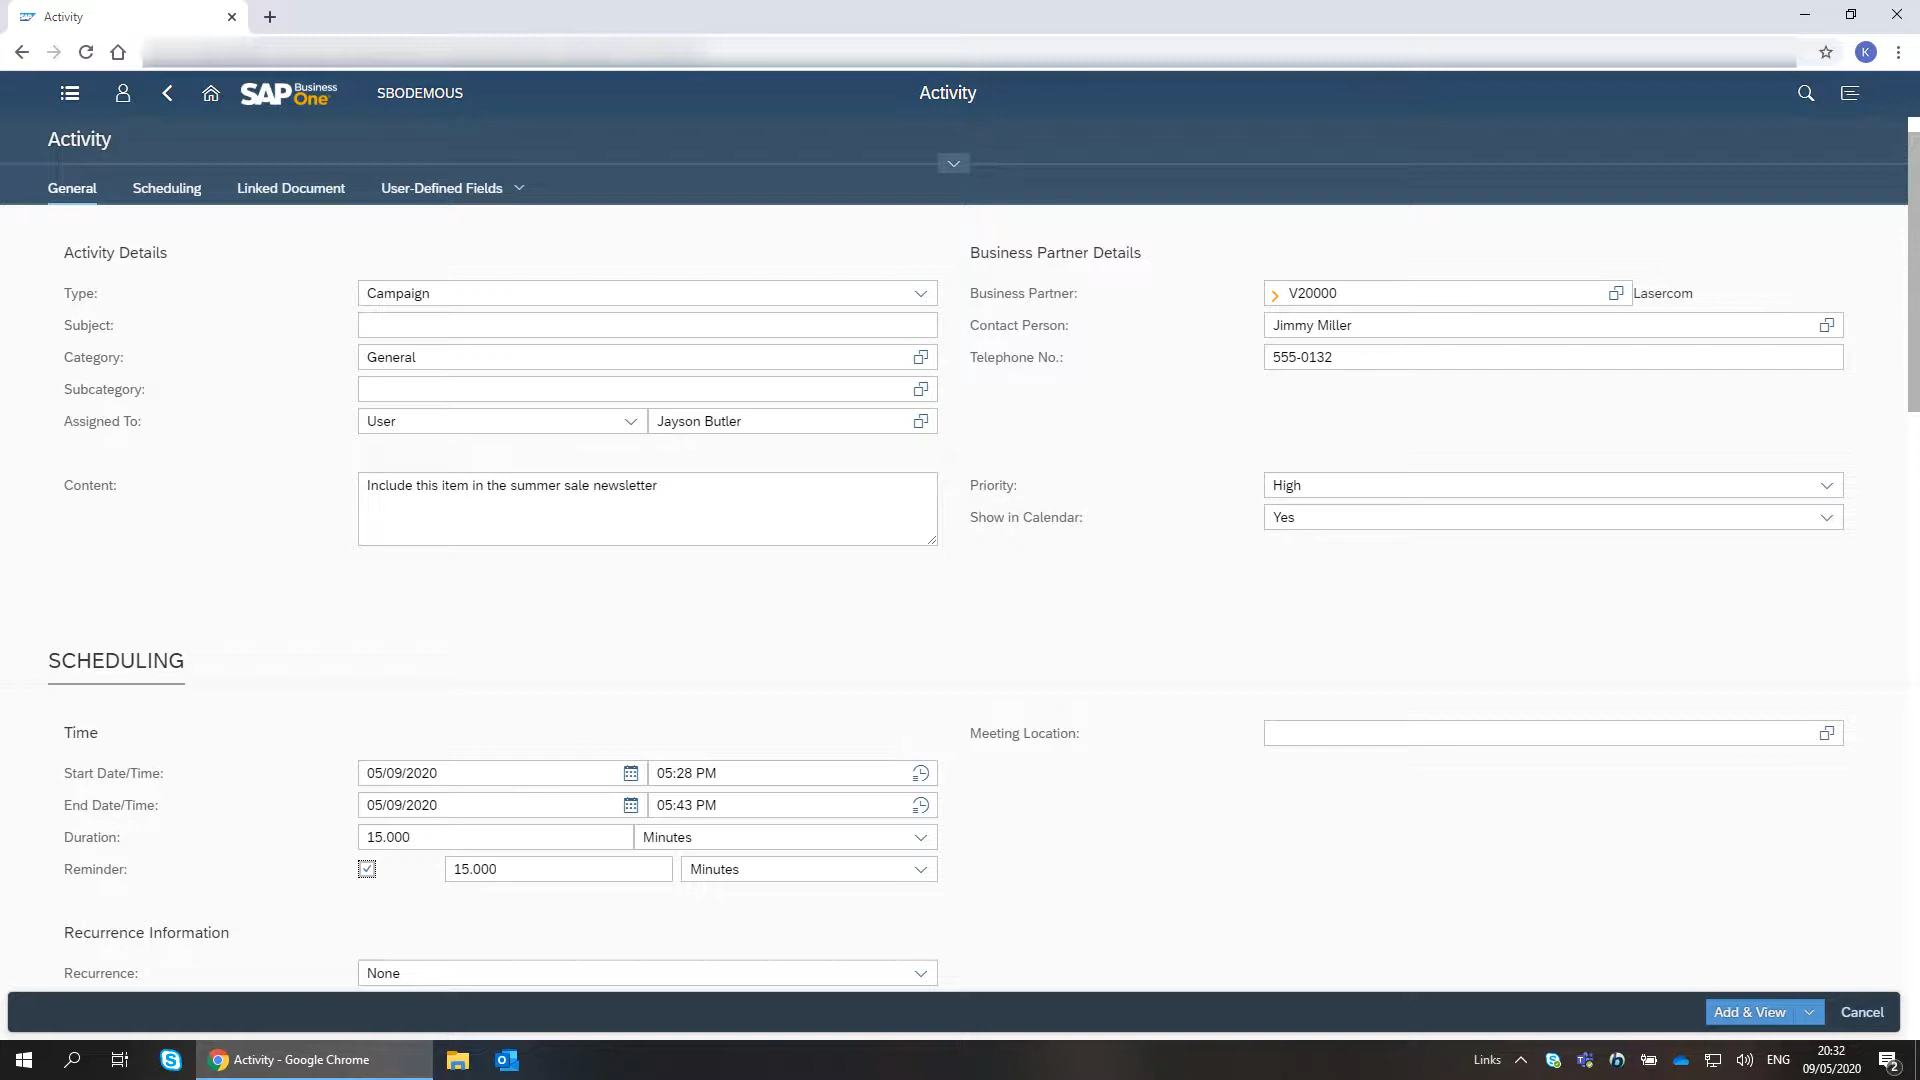 Activity
K
SAP Business One
SBODEMOUS
Activity
Activity
General Scheduling Linked Document User-Defined Fields
Activity Details
Type: Campaign
Subject:
Category: General
Subcategory:
Assigned To: User Jayson Butler
Content: Include this item in the summer sale newsletter
Business Partner Details
Business Partner: V20000 Lasercom
Contact Person: Jimmy Miller
Telephone No.: 555-0132
Priority: High
Show in Calendar: Yes
SCHEDULING
Time
Start Date/Time: 05/09/2020 05:28 PM
End Date/Time: 05/09/2020 05:43 PM
Duration: 15.000 Minutes
Reminder: 15.000 Minutes
Meeting Location:
Recurrence Information
Recurrence: None
Add & View Cancel
Activity - Google Chrome
Links
ENG
20:32
09/05/2020
2